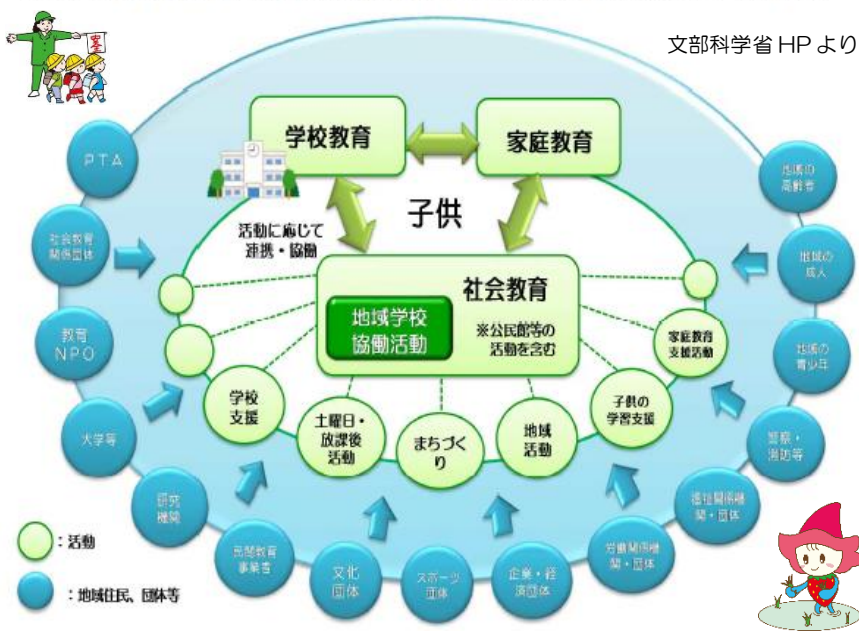 文部科学省HPより
学校教育
家庭教育
子供
活動に応じて
連携・協働
社会教育
地域学校
協働活動
※公民館等の
活動を含む
学校
支援
土曜日・
放課後
活動
まちづく
り
地域
活動
子供の
学習支援
家庭教育
支援活動
PTA
社会教育
関係団体
教育
NPO
大学等
研究
機関
民間教育
事業者
文化
団体
スポーツ
団体
企業・経
済団体
労働関係機
関・団体
福祉関係機
関・団体
警察・
消防等
地域の
青少年
地域の
成人
地域の
高齢者
：活動
：地域住民、団体等